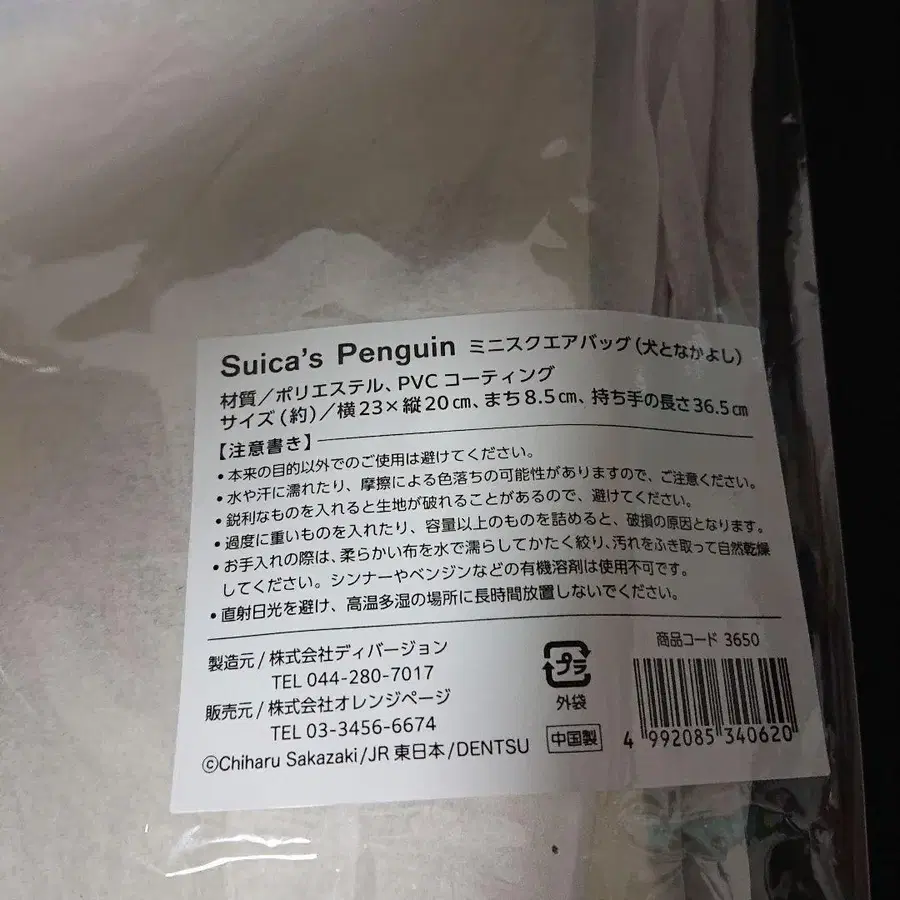 Suica's Penguin ミニスクエアバッグ(犬となかよし)
材質/ポリエステル、PVC コーティング
サイズ(約)/横23×縦20㎝、まち8.5㎝、持ち手の長さ36.5㎝
【注意書き】
•本来の目的以外でのご使用は避けてください。
•水や汗に濡れたり、摩擦による色落ちの可能性がありますので、ご注意ください。
•鋭利なものを入れると生地が破れることがあるので、避けてください。
•過度に重いものを入れたり、容量以上のものを詰めると、破損の原因となります。
•お手入れの際は、柔らかい布を水で濡らしてかたく絞り、汚れをふき取って自然乾燥
してください。シンナーやベンジンなどの有機溶剤は使用不可です。
•直射日光を避け、高温多湿の場所に長時間放置しないでください。
製造元/株式会社ディバージョン
TEL 044-280-7017
販売元/株式会社オレンジページ
TEL 03-3456-6674
©Chiharu Sakazaki/JR東日本/DENTSU
プラ
外袋
中国製
商品コード 3650
4 992085 340620